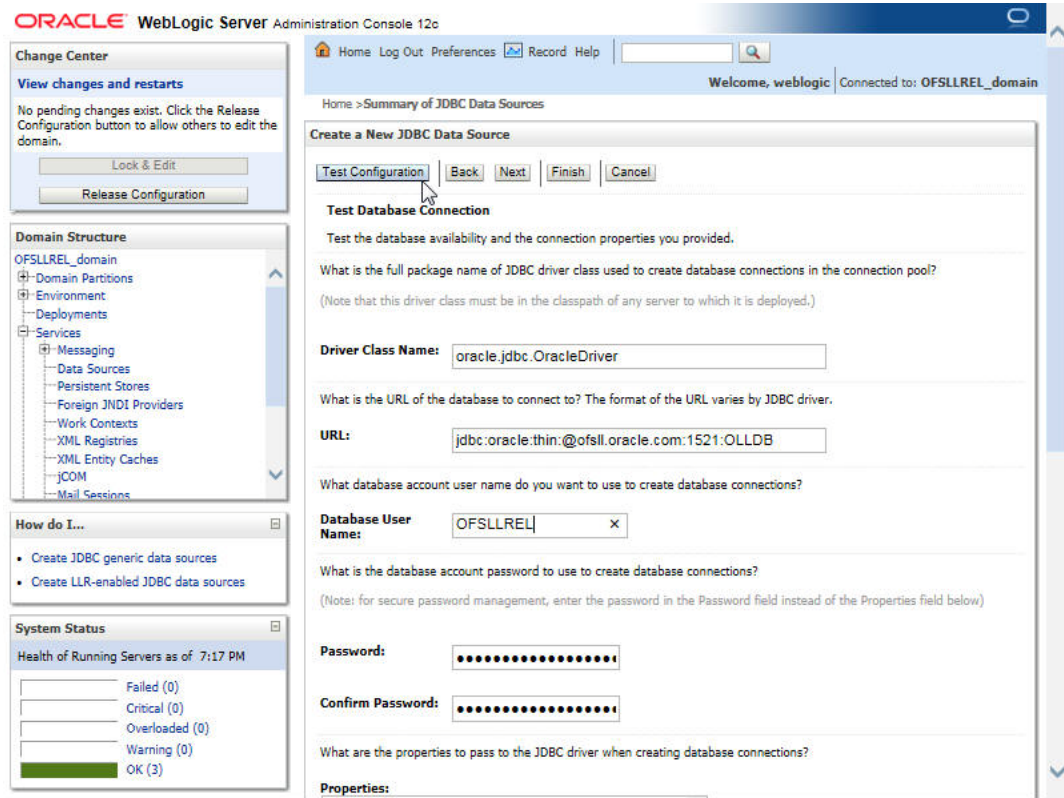 ORACLE WebLogic Server Administration Console 12c
Change Center
View changes and restarts
No pending changes exist. Click the Release
Configuration button to allow others to edit the
domain.
Lock & Edit
Release Configuration
Domain Structure
OFSLLREL_domain
Domain Partitions
Environment
Deployments
Services
Messaging
Data Sources
Persistent Stores
Foreign JNDI Providers
Work Contexts
XML Registries
XML Entity Caches
jCOM
Mail Sessions
How do I...
Create JDBC generic data sources
Create LLR-enabled JDBC data sources
System Status
Health of Running Servers as of 7:17 PM
Failed (0)
Critical (0)
Overloaded (0)
Warning (0)
OK (3)
Home Log Out Preferences Record Help
Welcome, weblogic Connected to: OFSLLREL_domain
Home >Summary of JDBC Data Sources
Create a New JDBC Data Source
Test Configuration Back Next Finish Cancel
Test Database Connection
Test the database availability and the connection properties you provided.
What is the full package name of JDBC driver class used to create database connections in the connection pool?
(Note that this driver class must be in the classpath of any server to which it is deployed.)
Driver Class Name: oracle.jdbc.OracleDriver
What is the URL of the database to connect to? The format of the URL varies by JDBC driver.
URL: jdbc:oracle:thin:@ofsll.oracle.com:1521:OLLDB
What database account user name do you want to use to create database connections?
Database User
Name: OFSLLREL
What is the database account password to use to create database connections?
(Note: for secure password management, enter the password in the Password field instead of the Properties field below)
Password:
Confirm Password:
What are the properties to pass to the JDBC driver when creating database connections?
Properties: